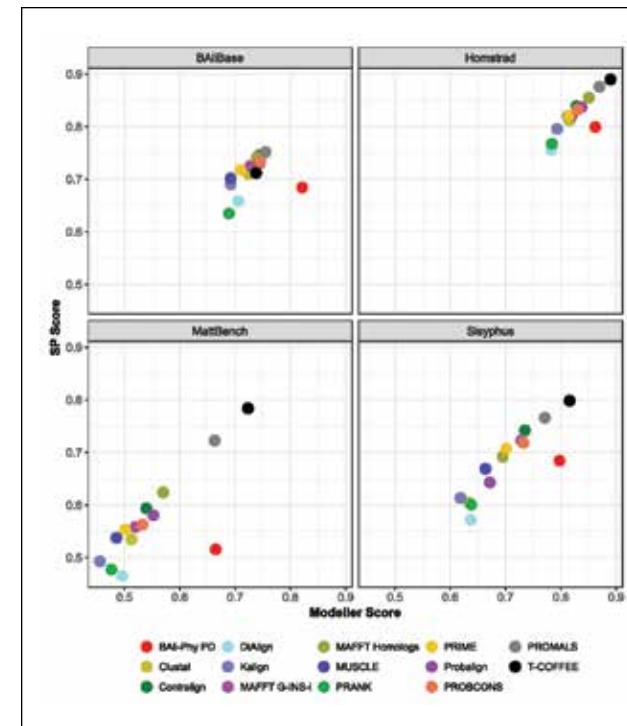 BAliBase
Homstrad
0.9
0.8
0.7
0.6
0.5
SP Score
MattBench
Sisyphus
0.9
0.8
0.7
0.6
0.5
0.5 0.6 0.7 0.8 0.9 0.5 0.6 0.7 0.8 0.9
Modeller Score
BAli-Phy PD DiAlign MAFFT Homologs PRIME PROMALS
Clustal Kalign MUSCLE Probalign T-COFFEE
Contralign MAFFT G-INS-i PRANK PROBCONS